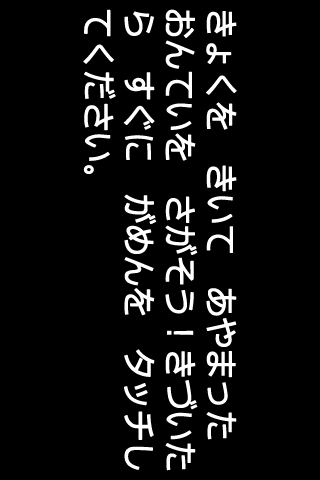 きょくを　きいて　あやまった
おんていを　さがそう！きづいた
ら　すぐに　がめんを　タッチし
てください。